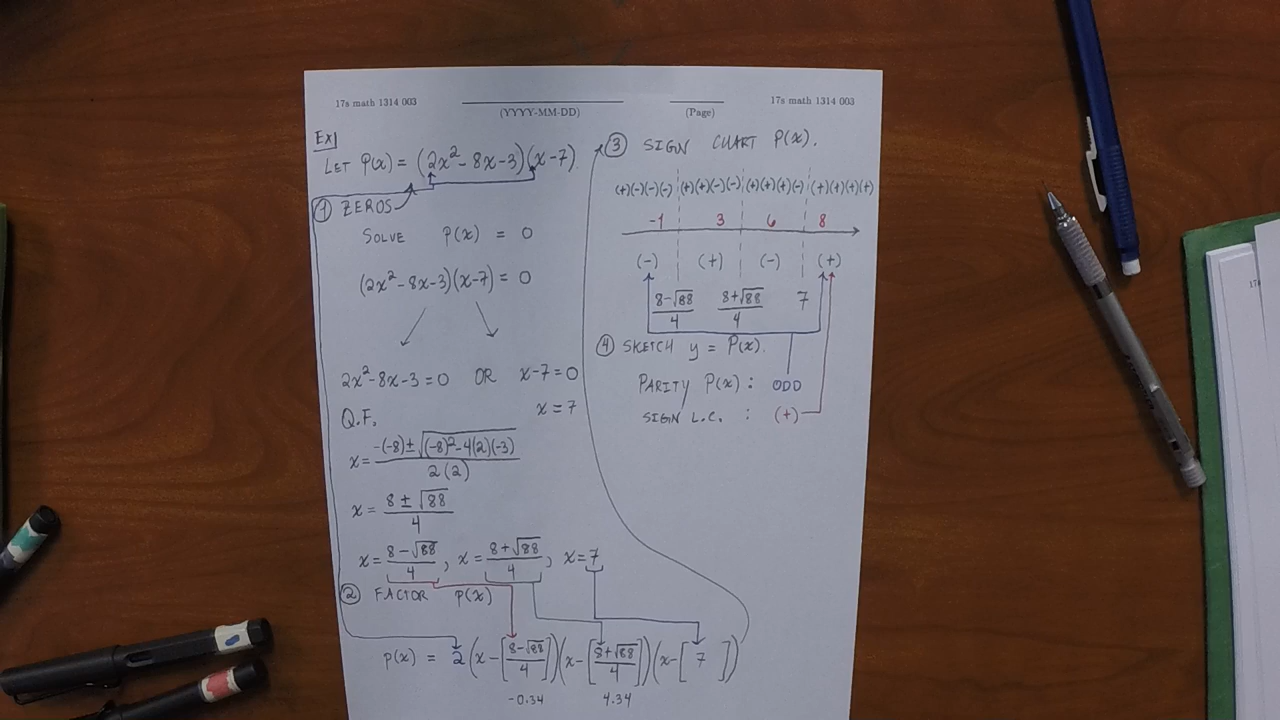 17s math 1314 003
(YYYY-MM-DD)
(Page)
17s math 1314 003
EX
LET P(x) = (2x²-8x-3)(x-7)
① ZEROS
SOLVE P(x) = 0
(2x²-8x-3)(x-7) = 0
2x²-8x-3=0 OR x-7=0
x=7
Q.F.
x = -(-8)±√(-8)²-4(2)(-3) / 2(2)
x = 8±√88 / 4
x = 8-√88 / 4 , x = 8+√88 / 4 , x=7
② FACTOR P(x)
P(x) = 2(x-[8-√88 / 4])(x-[8+√88 / 4])(x-[ 7 ])
-0.34 4.34
③ SIGN CHART P(x).
(+)(-)(-)(-) (+)(+)(-)(-) (+)(+)(+)(-) (+)(+)(+)(+)
-1 3 6 8
(-) (+) (-) (+)
8-√88 / 4 8+√88 / 4 7
④ SKETCH y = P(x).
PARITY P(x) : ODD
SIGN L.C. : (+)